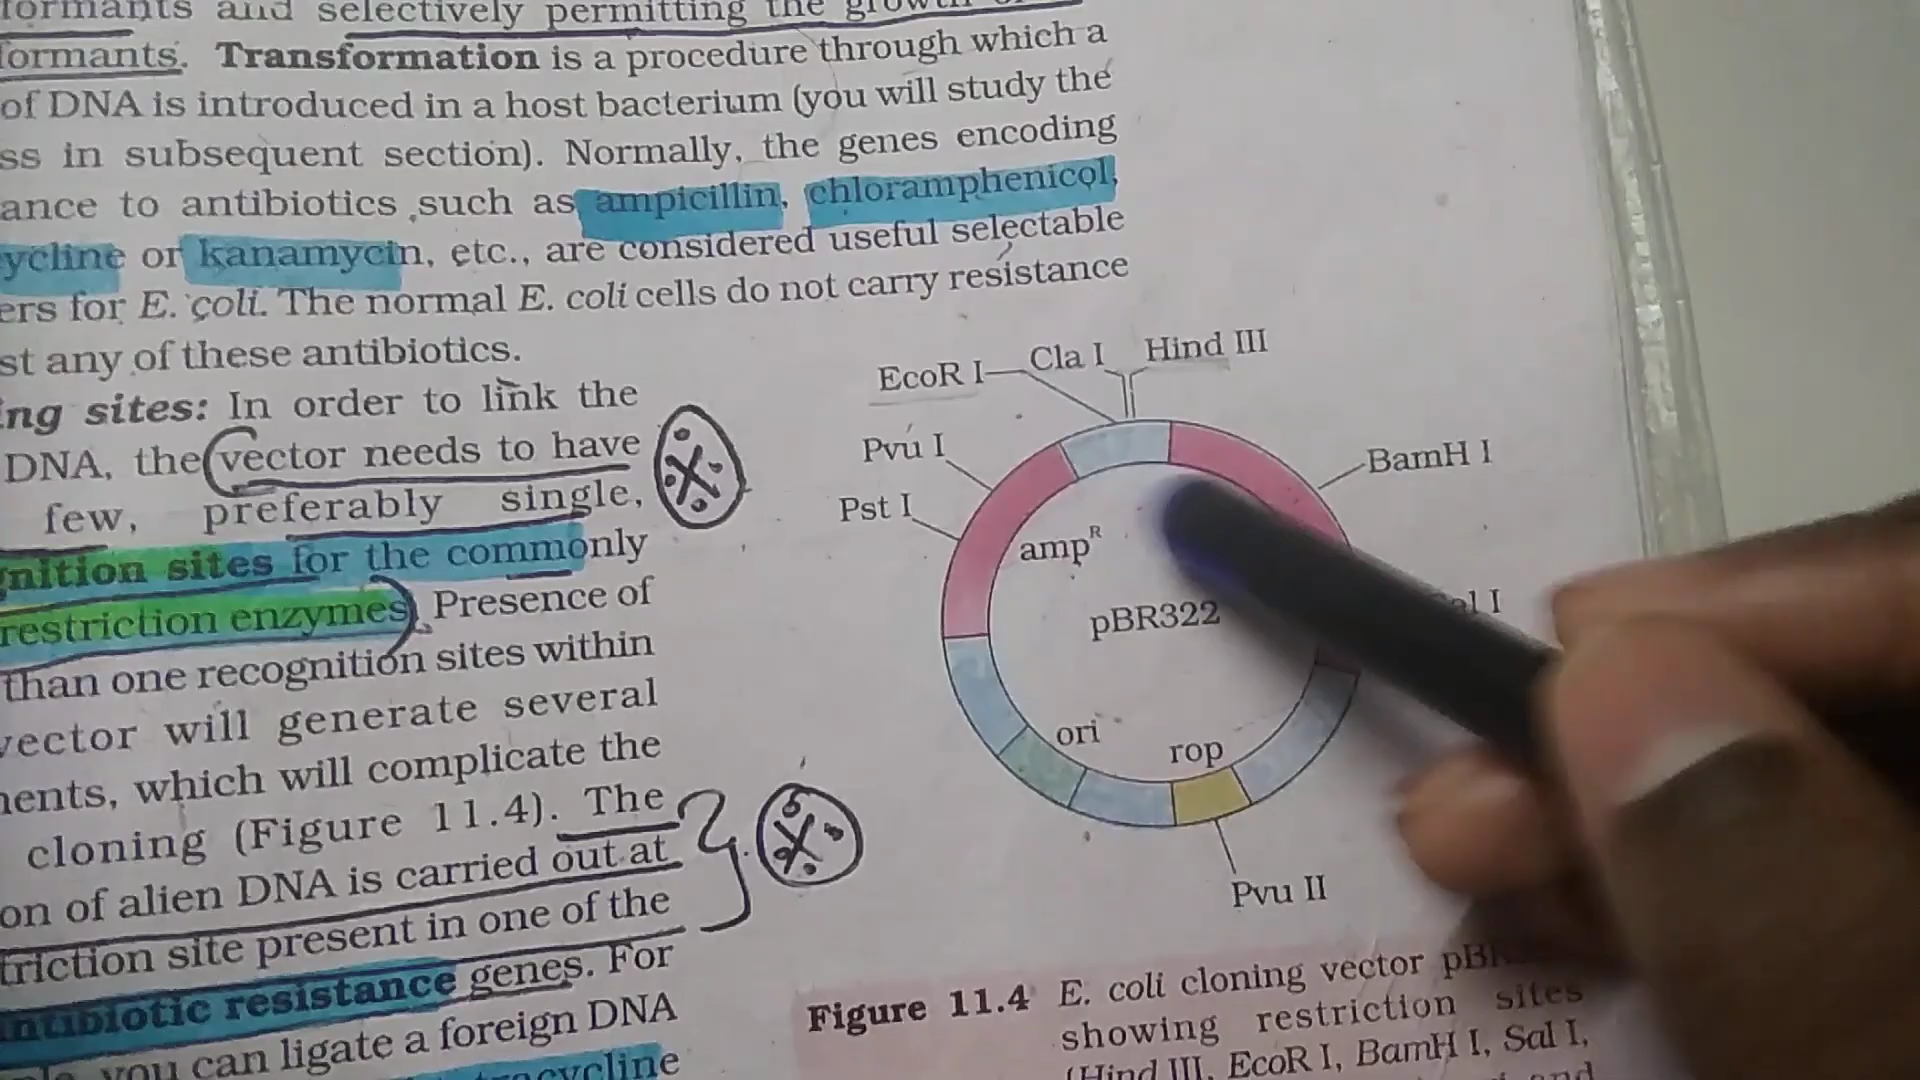 formants and selectively permitting the growth
formants. Transformation is a procedure through which a
of DNA is introduced in a host bacterium (you will study the
ss in subsequent section). Normally, the genes encoding
ance to antibiotics such as ampicillin, chloramphenicol,
ycline or kanamycin, etc., are considered useful selectable
ers for E. coli. The normal E. coli cells do not carry resistance
st any of these antibiotics.
ing sites: In order to link the
DNA, the vector needs to have
few, preferably single,
gnition sites for the commonly
restriction enzymes. Presence of
than one recognition sites within
vector will generate several
ments, which will complicate the
cloning (Figure 11.4). The
on of alien DNA is carried out at
triction site present in one of the
ntibiotic resistance genes. For
you can ligate a foreign DNA
tracycline
EcoR I
Cla I
Hind III
Pvu I
BamH I
Pst I
amp^R
pBR322
al I
ori
rop
Pvu II
Figure 11.4 E. coli cloning vector pBR
showing restriction sites
(Hind III, EcoR I, BamH I, Sal I,
and